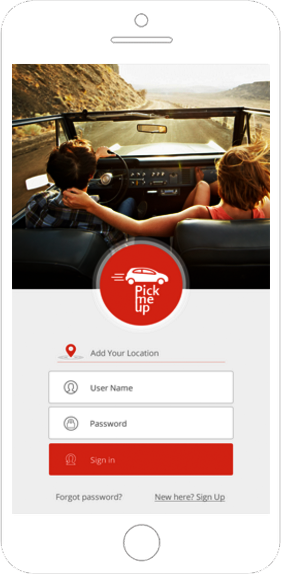 Pick
me
up
Add Your Location
User Name
Password
Sign in
Forgot password? New here? Sign Up